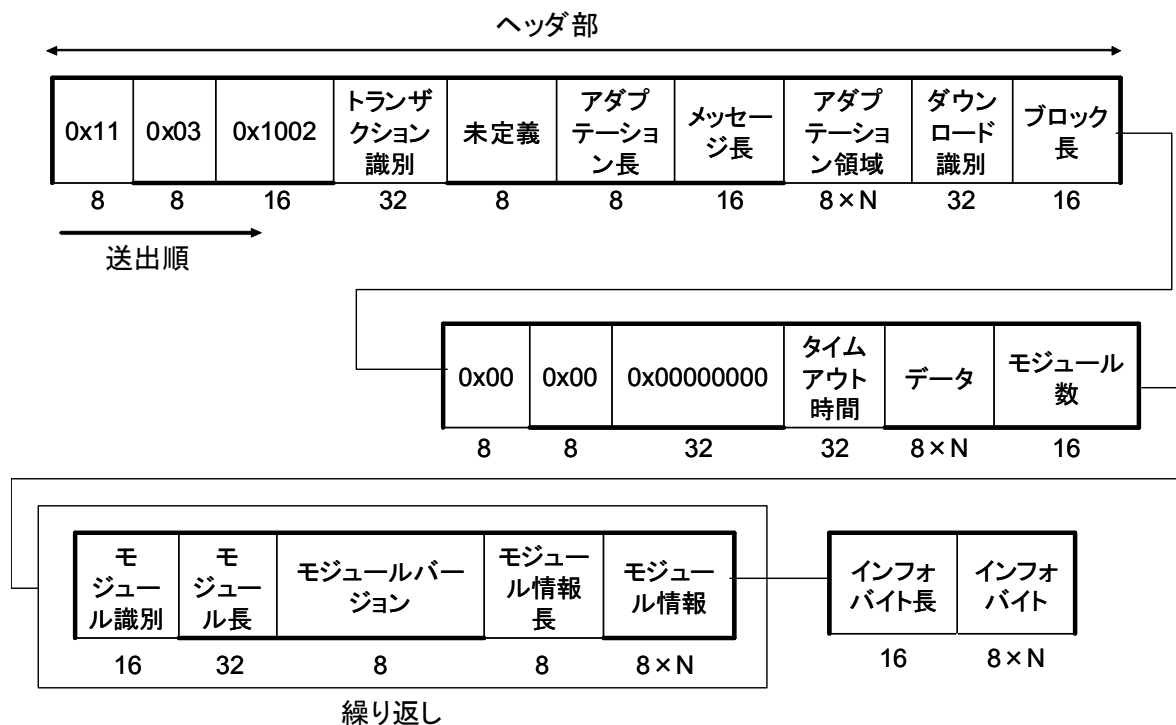 ヘッダ部
0x11
0x03
0x1002
トランザ
クション
識別
未定義
アダプ
テーショ
ン長
メッセー
ジ長
アダプ
テーショ
ン領域
ダウン
ロード
識別
ブロック
長
8
8
16
32
8
8
16
8×N
32
16
送出順
0x00
0x00
0x00000000
タイム
アウト
時間
データ
モジュール
数
8
8
32
32
8×N
16
モ
ジュー
ル識別
モ
ジュー
ル長
モジュールバー
ジョン
モジュー
ル情報
長
モジュー
ル情報
インフォ
バイト長
インフォ
バイト
16
32
8
8
8×N
16
8×N
繰り返し